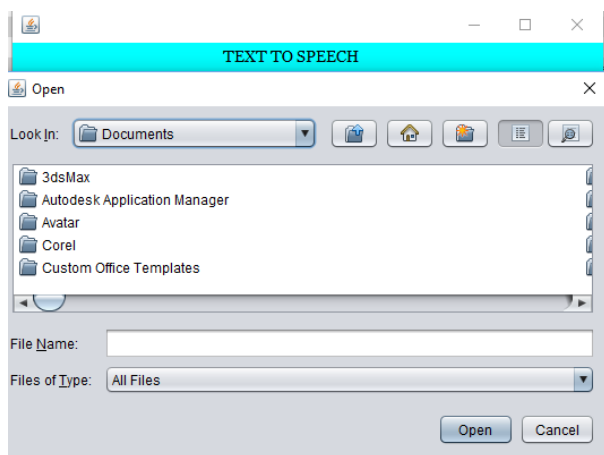 TEXT TO SPEECH
Open
Look In: Documents
3dsMax
Autodesk Application Manager
Avatar
Corel
Custom Office Templates
File Name:
Files of Type: All Files
Open Cancel